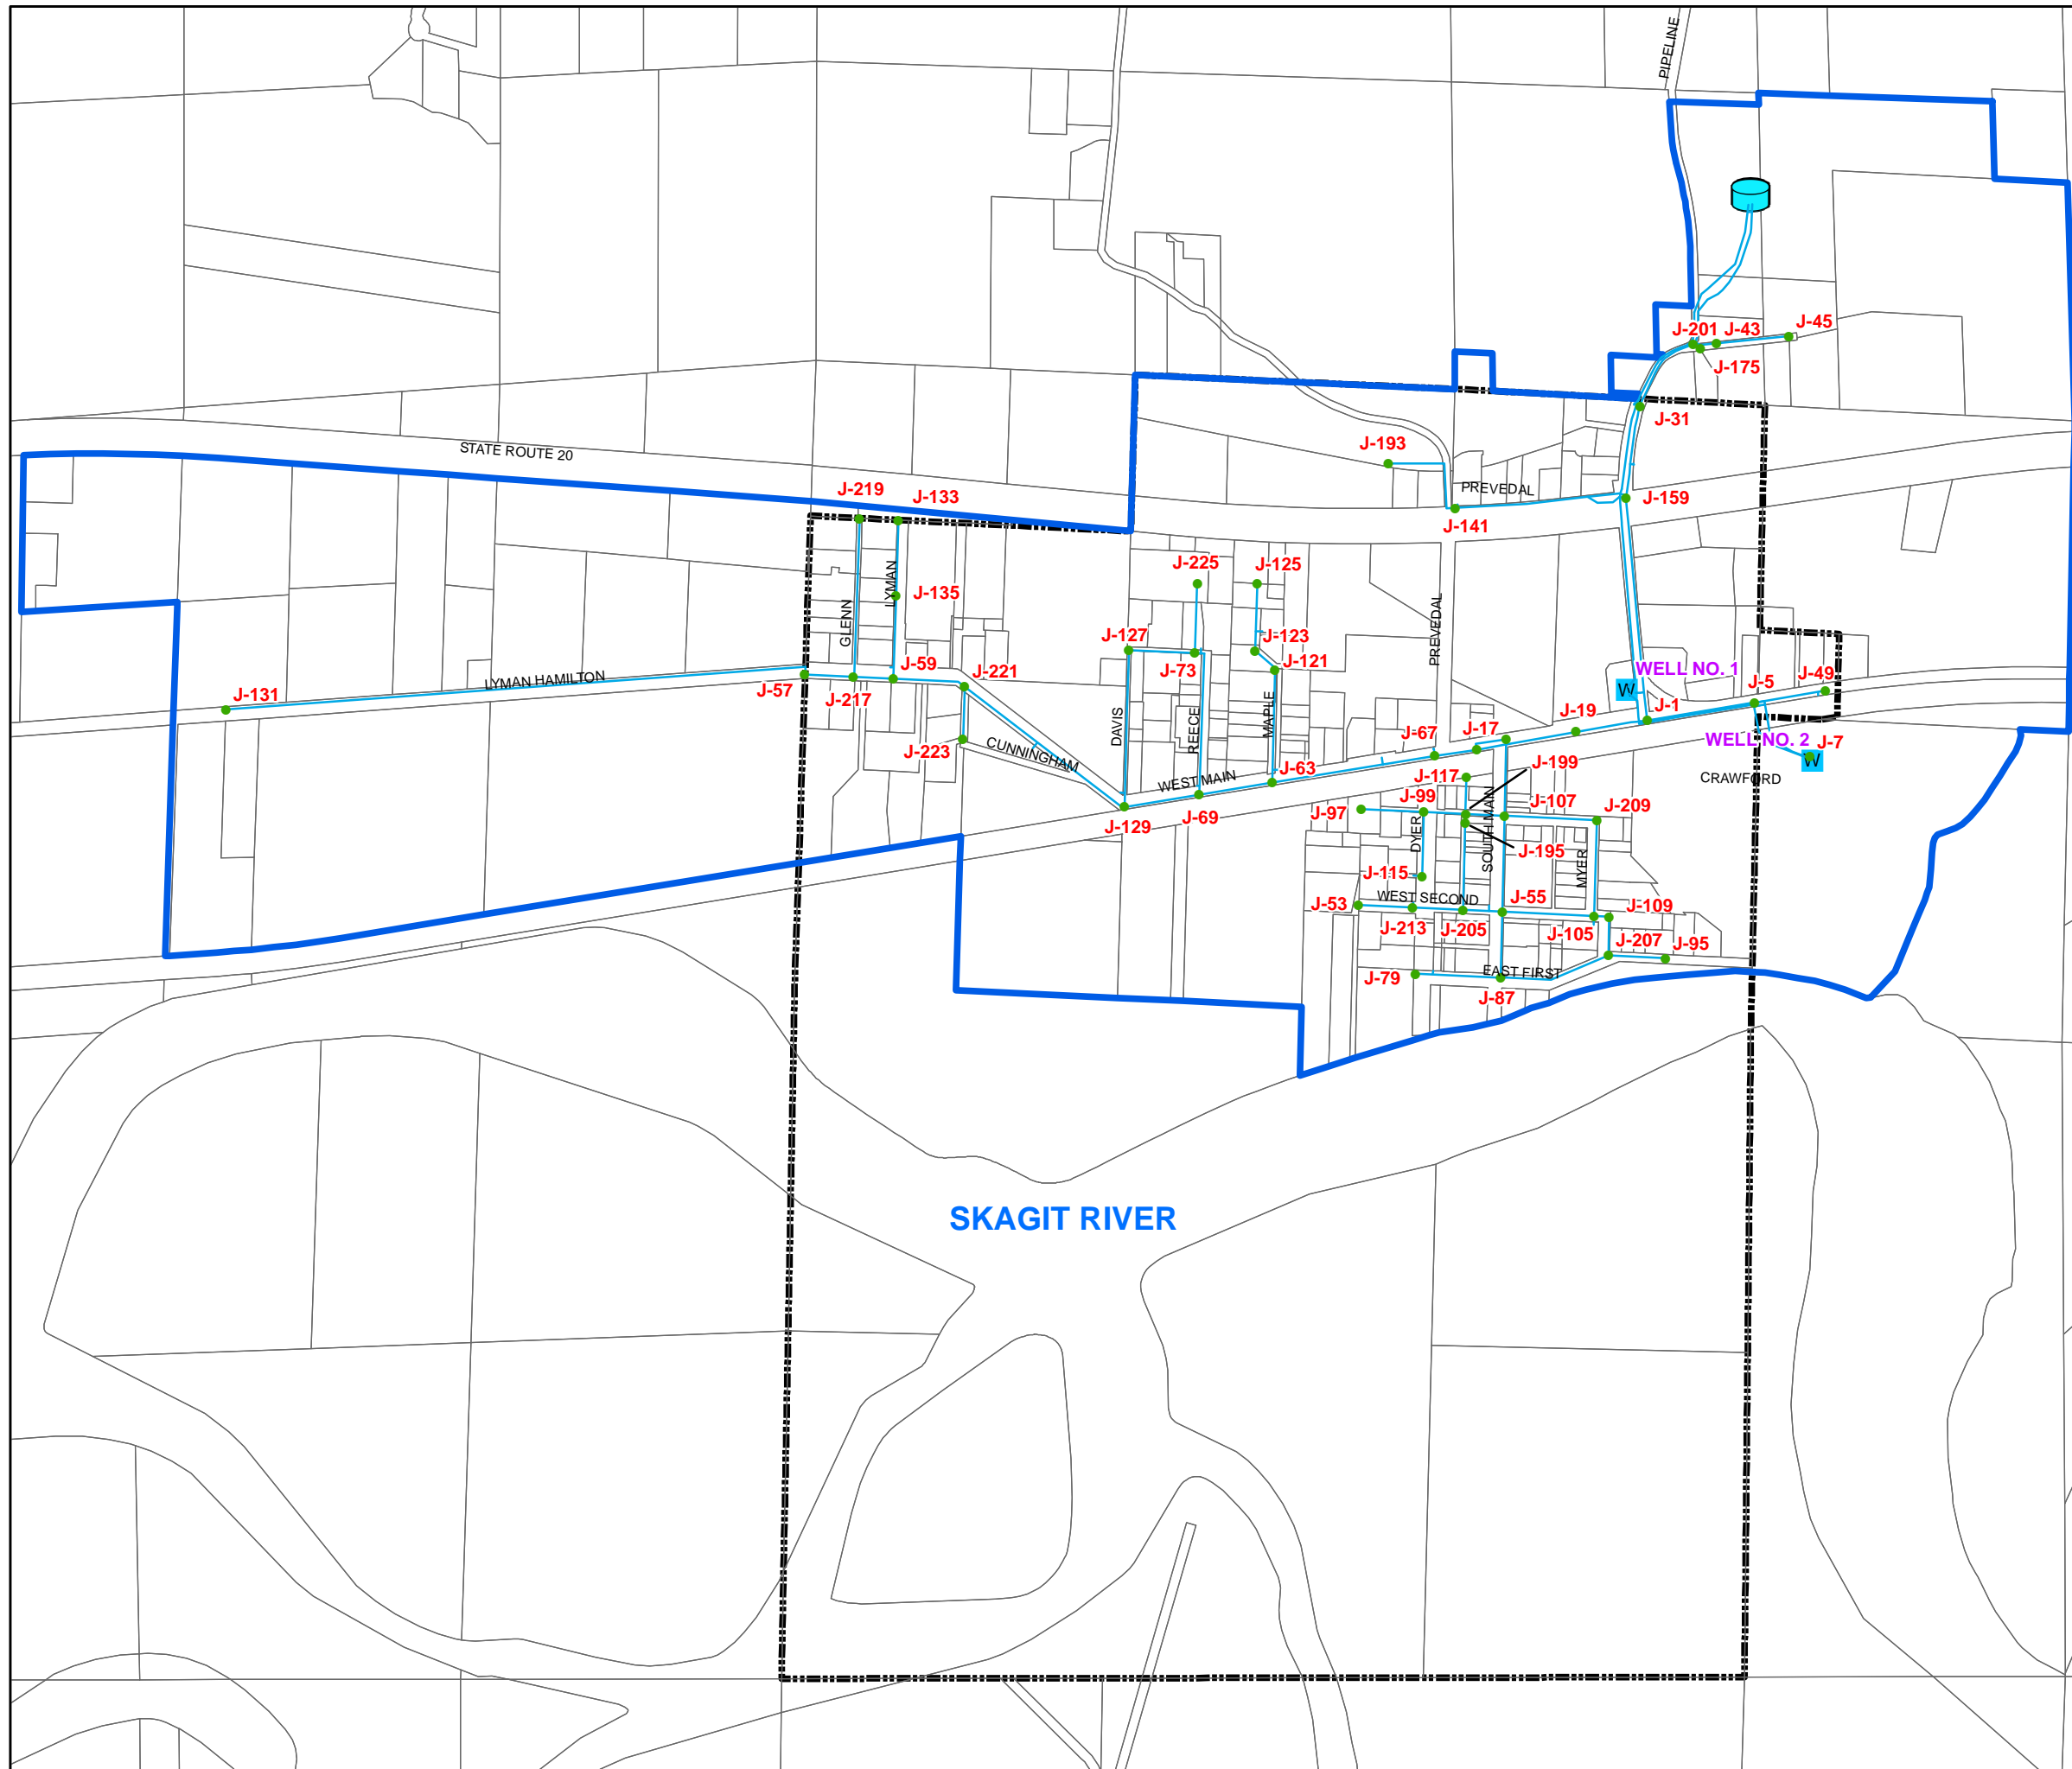 PIPELINE
J-201
J-43
J-45
J-175
J-31
J-193
STATE ROUTE 20
J-219
J-133
PREVEDAL
J-159
J-141
J-225
J-125
LYMAN
J-135
GLENN
PREVEDAL
J-127
J-123
J-73
J-121
J-59
J-221
WELL NO. 1
W
J-5
J-49
LYMAN HAMILTON
J-131
J-57
J-217
DAVIS
REECE
MAPLE
J-67
J-17
J-19
J-1
J-223
CUNNINGHAM
WELL NO. 2
J-7
W
J-63
WEST MAIN
J-117
J-199
CRAWFORD
J-129
J-69
J-97
J-99
J-107
J-209
DYER
SOUTH MAIN
J-195
MYER
J-115
WEST SECOND
J-53
J-55
J-109
J-213
J-205
J-105
J-207
J-95
J-79
EAST FIRST
J-87
SKAGIT RIVER